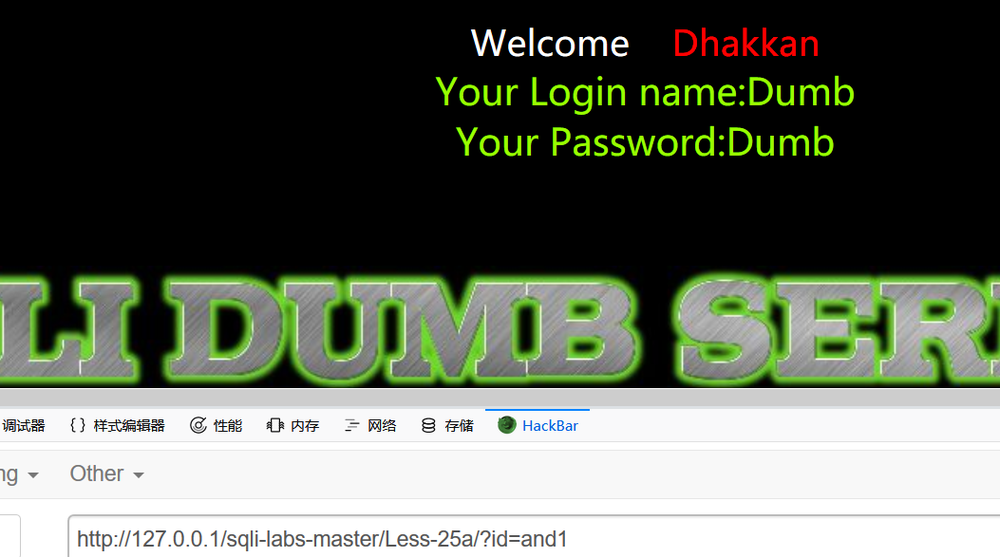 Welcome Dhakkan
Your Login name:Dumb
Your Password:Dumb
LI DUMB SERI
调试器 {} 样式编辑器 性能 内存 网络 存储 HackBar
ng Other
http://127.0.0.1/sqli-labs-master/Less-25a/?id=and1